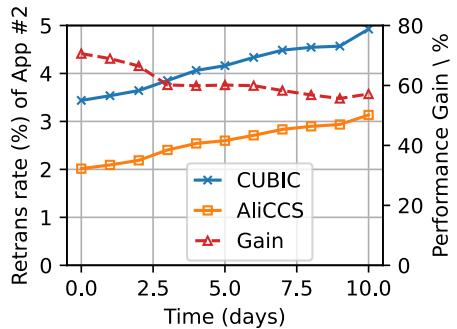 Retrans rate (%) of App #2
5
4
3
2
1
0
CUBIC
AliCCS
Gain
80
60
40
20
0
Performance Gain \ %
0.0 2.5 5.0 7.5 10.0
Time (days)